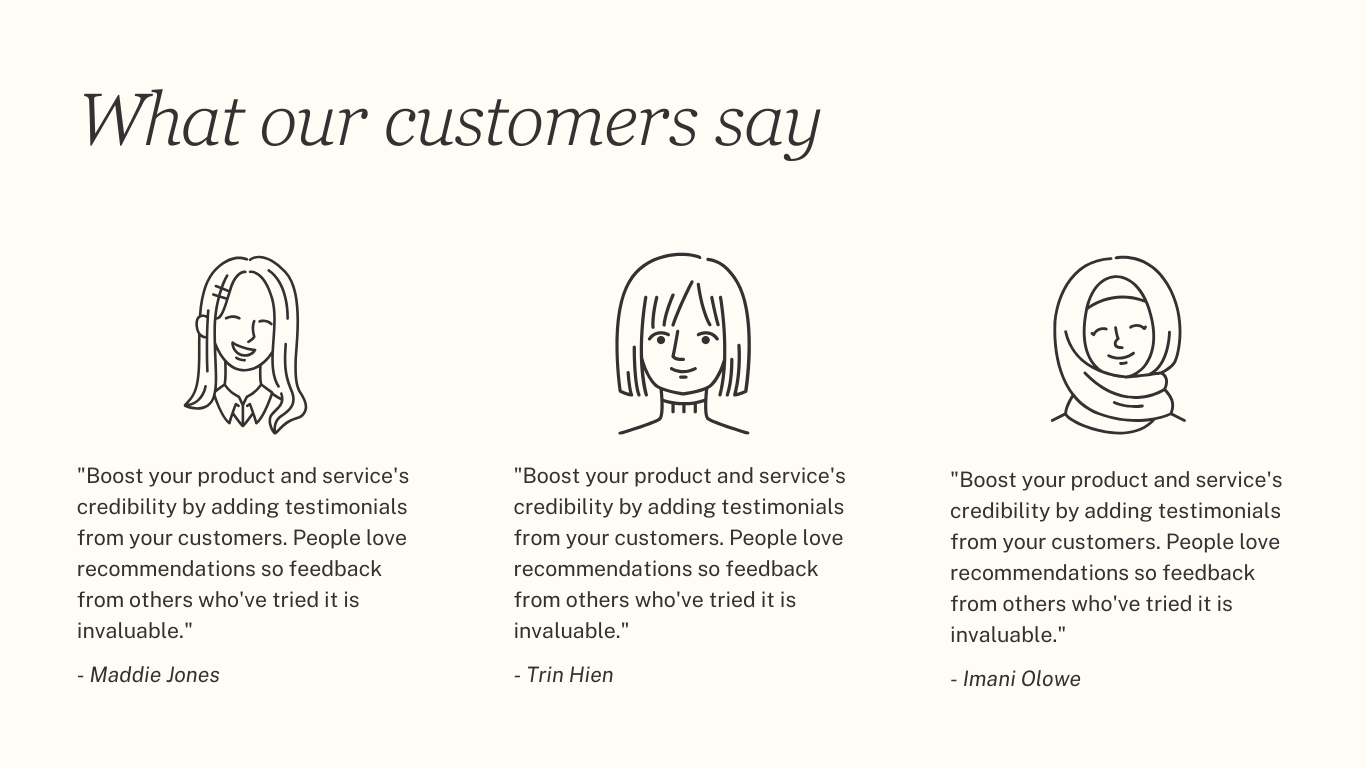 What our customers say
"Boost your product and service's
credibility by adding testimonials
from your customers. People love
recommendations so feedback
from others who've tried it is
invaluable."
- Maddie Jones
"Boost your product and service's
credibility by adding testimonials
from your customers. People love
recommendations so feedback
from others who've tried it is
invaluable."
- Trin Hien
"Boost your product and service's
credibility by adding testimonials
from your customers. People love
recommendations so feedback
from others who've tried it is
invaluable."
- Imani Olowe